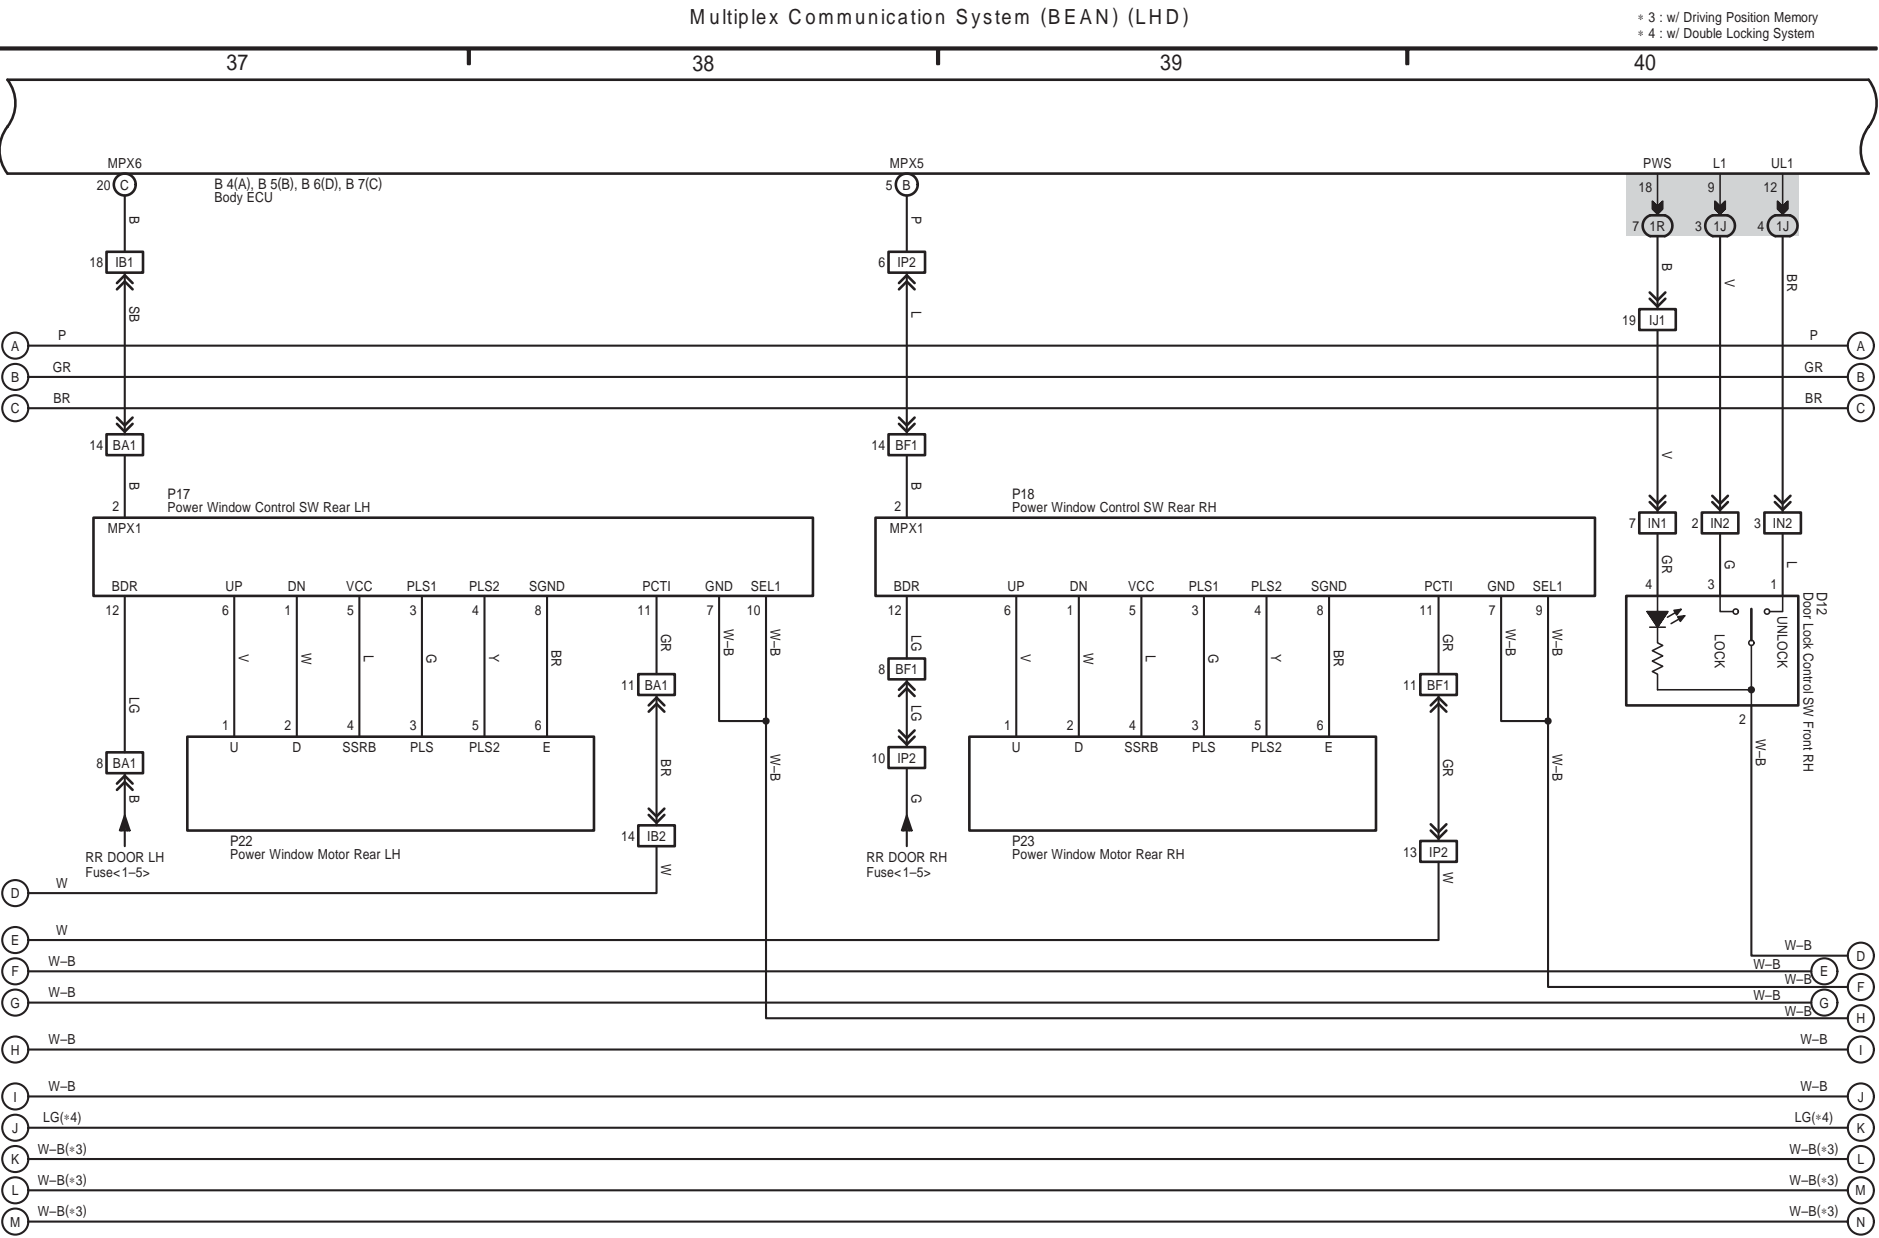 Multiplex Communication System (BEAN) (LHD)
* 3 : w/ Driving Position Memory
* 4 : w/ Double Locking System
37 38 39 40
MPX6 MPX5 PWS L1 UL1
20 C B 4(A), B 5(B), B 6(D), B 7(C) 5 B 18 9 12
Body ECU
7 1R 3 1J 4 1J
B P
18 IB1 6 IP2 B V BR
SB L 19 IJ1
A P P A
B GR GR B
C BR BR C
14 BA1 14 BF1
B B V
P17 P18
2 Power Window Control SW Rear LH 2 Power Window Control SW Rear RH
MPX1 MPX1 7 IN1 2 IN2 3 IN2
GR G L
BDR UP DN VCC PLS1 PLS2 SGND PCTI GND SEL1 BDR UP DN VCC PLS1 PLS2 SGND PCTI GND SEL1 4 3 1
12 6 1 5 3 4 8 11 7 10 12 6 1 5 3 4 8 11 7 9
D12
Door Lock Control SW Front RH
LOCK UNLOCK
V W L G Y BR GR W–B W–B LG V W L G Y BR GR W–B W–B
11 BA1 8 BF1 11 BF1
LG LG
1 2 4 3 5 6 1 2 4 3 5 6 2
U D SSRB PLS PLS2 E U D SSRB PLS PLS2 E
8 BA1 BR W–B 10 IP2 GR W–B W–B
B G
14 IB2 13 IP2
P22 P23
Power Window Motor Rear LH Power Window Motor Rear RH
RR DOOR LH RR DOOR RH
Fuse<1–5> Fuse<1–5>
W W
D W
E W W–B D
F W–B W–B E
W–B F
G W–B W–B G
W–B H
H W–B W–B I
I W–B W–B J
J LG(*4) LG(*4) K
K W–B(*3) W–B(*3) L
L W–B(*3) W–B(*3) M
M W–B(*3) W–B(*3) N